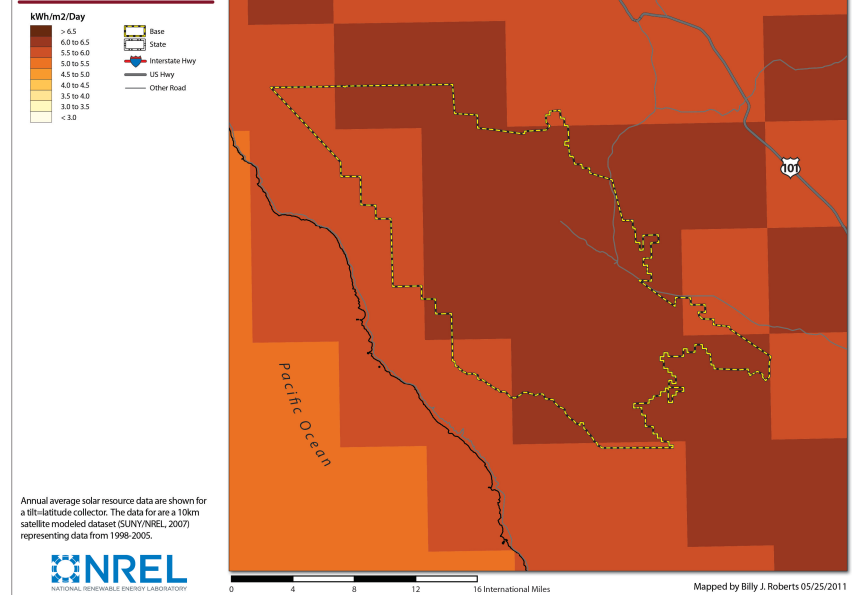 kWh/m2/Day
> 6.5
6.0 to 6.5
5.5 to 6.0
5.0 to 5.5
4.5 to 5.0
4.0 to 4.5
3.5 to 4.0
3.0 to 3.5
< 3.0
Base
State
Interstate Hwy
US Hwy
Other Road
101
Pacific Ocean
Annual average solar resource data are shown for
a tilt=latitude collector. The data for are a 10km
satellite modeled dataset (SUNY/NREL, 2007)
representing data from 1998-2005.
NREL
NATIONAL RENEWABLE ENERGY LABORATORY
0 4 8 12 16 International Miles
Mapped by Billy J. Roberts 05/25/2011